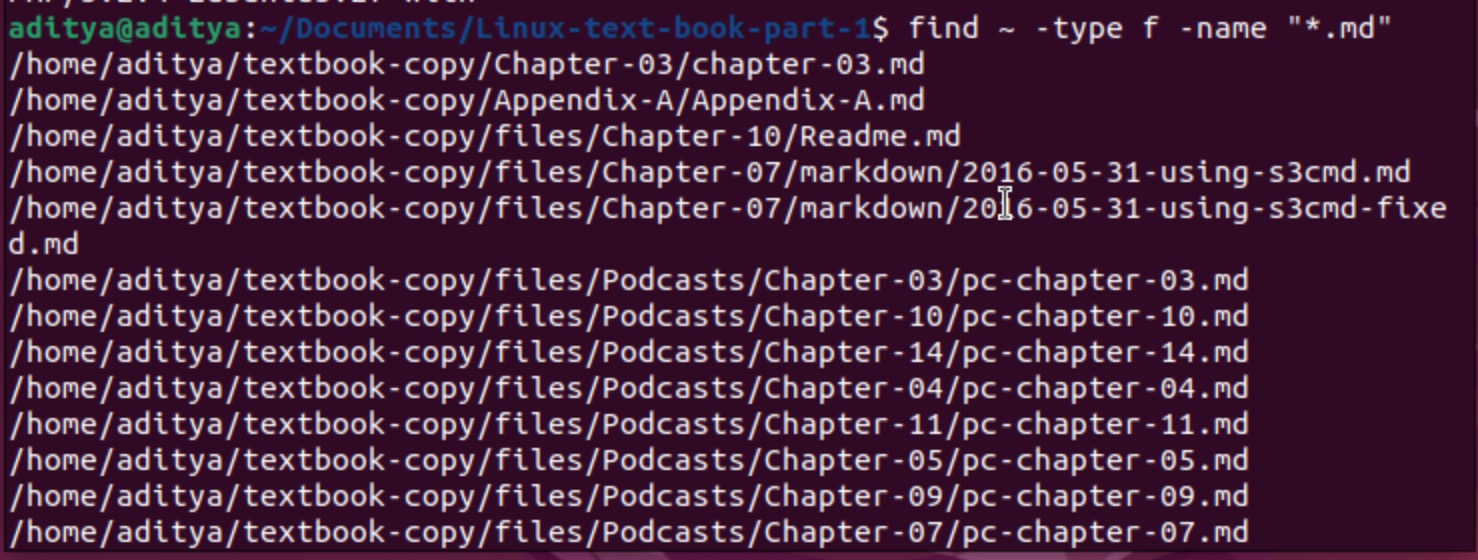 aditya@aditya:~/Documents/Linux-text-book-part-1$ find ~ -type f -name "*.md"
/home/aditya/textbook-copy/Chapter-03/chapter-03.md
/home/aditya/textbook-copy/Appendix-A/Appendix-A.md
/home/aditya/textbook-copy/files/Chapter-10/Readme.md
/home/aditya/textbook-copy/files/Chapter-07/markdown/2016-05-31-using-s3cmd.md
/home/aditya/textbook-copy/files/Chapter-07/markdown/2016-05-31-using-s3cmd-fixe
d.md
/home/aditya/textbook-copy/files/Podcasts/Chapter-03/pc-chapter-03.md
/home/aditya/textbook-copy/files/Podcasts/Chapter-10/pc-chapter-10.md
/home/aditya/textbook-copy/files/Podcasts/Chapter-14/pc-chapter-14.md
/home/aditya/textbook-copy/files/Podcasts/Chapter-04/pc-chapter-04.md
/home/aditya/textbook-copy/files/Podcasts/Chapter-11/pc-chapter-11.md
/home/aditya/textbook-copy/files/Podcasts/Chapter-05/pc-chapter-05.md
/home/aditya/textbook-copy/files/Podcasts/Chapter-09/pc-chapter-09.md
/home/aditya/textbook-copy/files/Podcasts/Chapter-07/pc-chapter-07.md